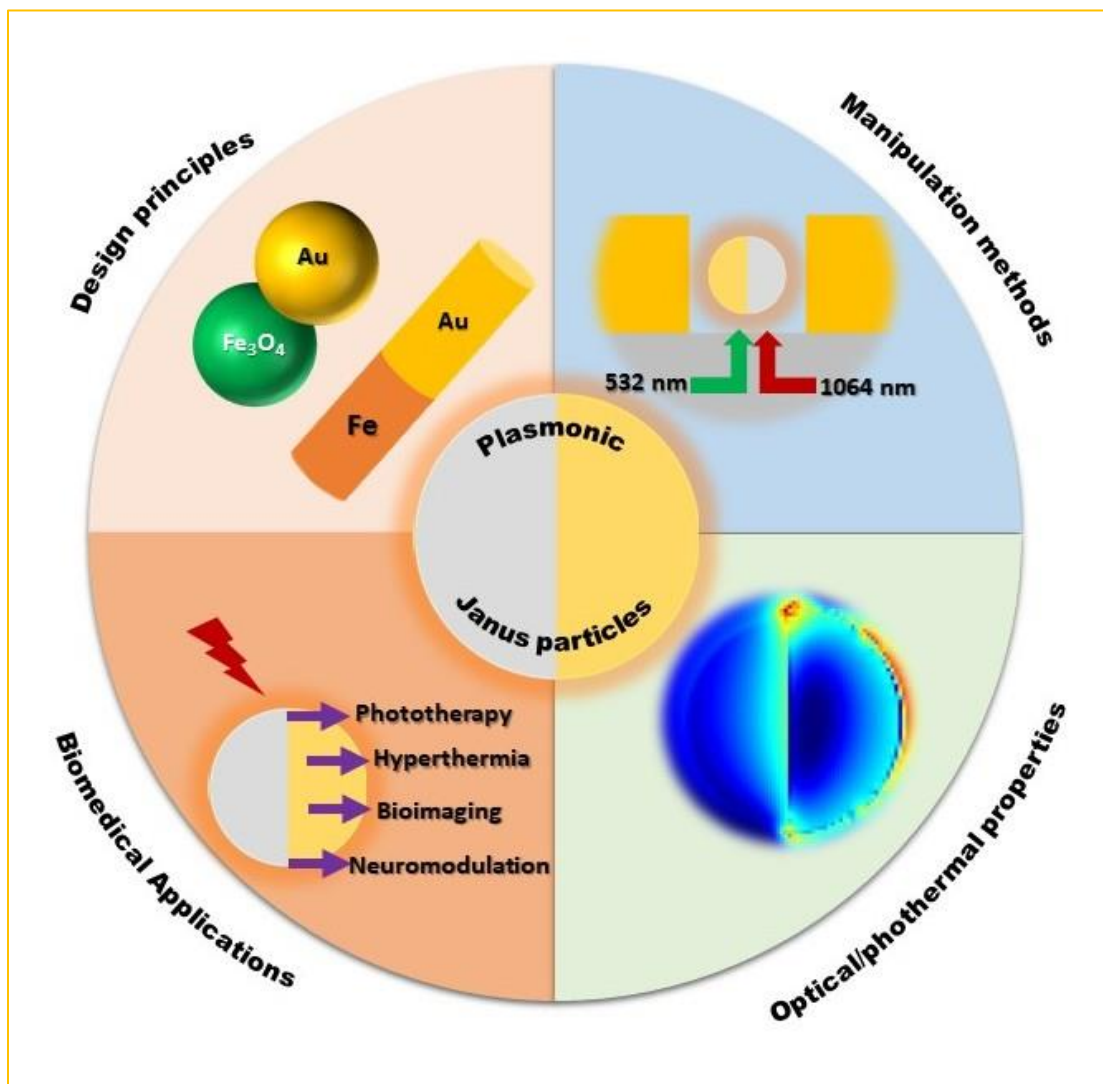 Design principles
Au
Fe₃O₄
Au
Fe
Manipulation methods
532 nm
1064 nm
Plasmonic
Janus particles
Biomedical Applications
Phototherapy
Hyperthermia
Bioimaging
Neuromodulation
Optical/phothermal properties